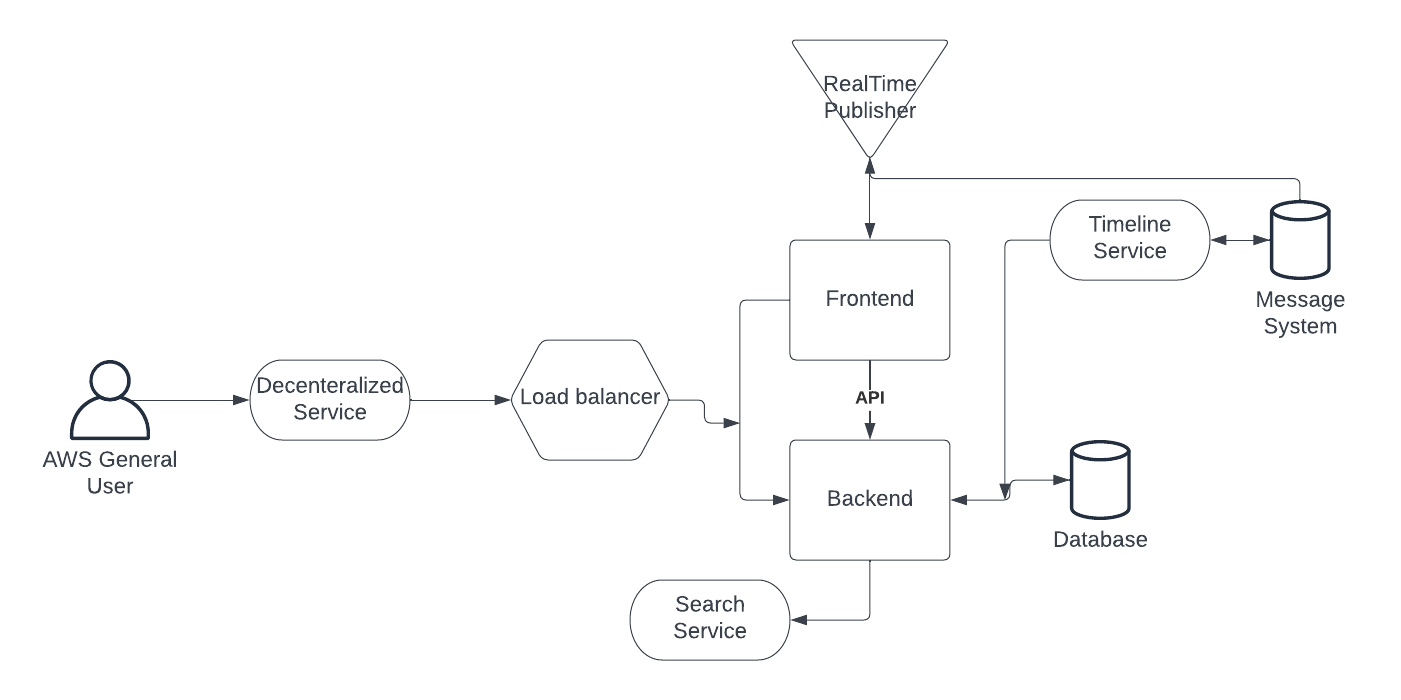 RealTime
Publisher
Timeline
Service
Message
System
Frontend
Decenteralized
Service
Load balancer
API
AWS General
User
Backend
Database
Search
Service